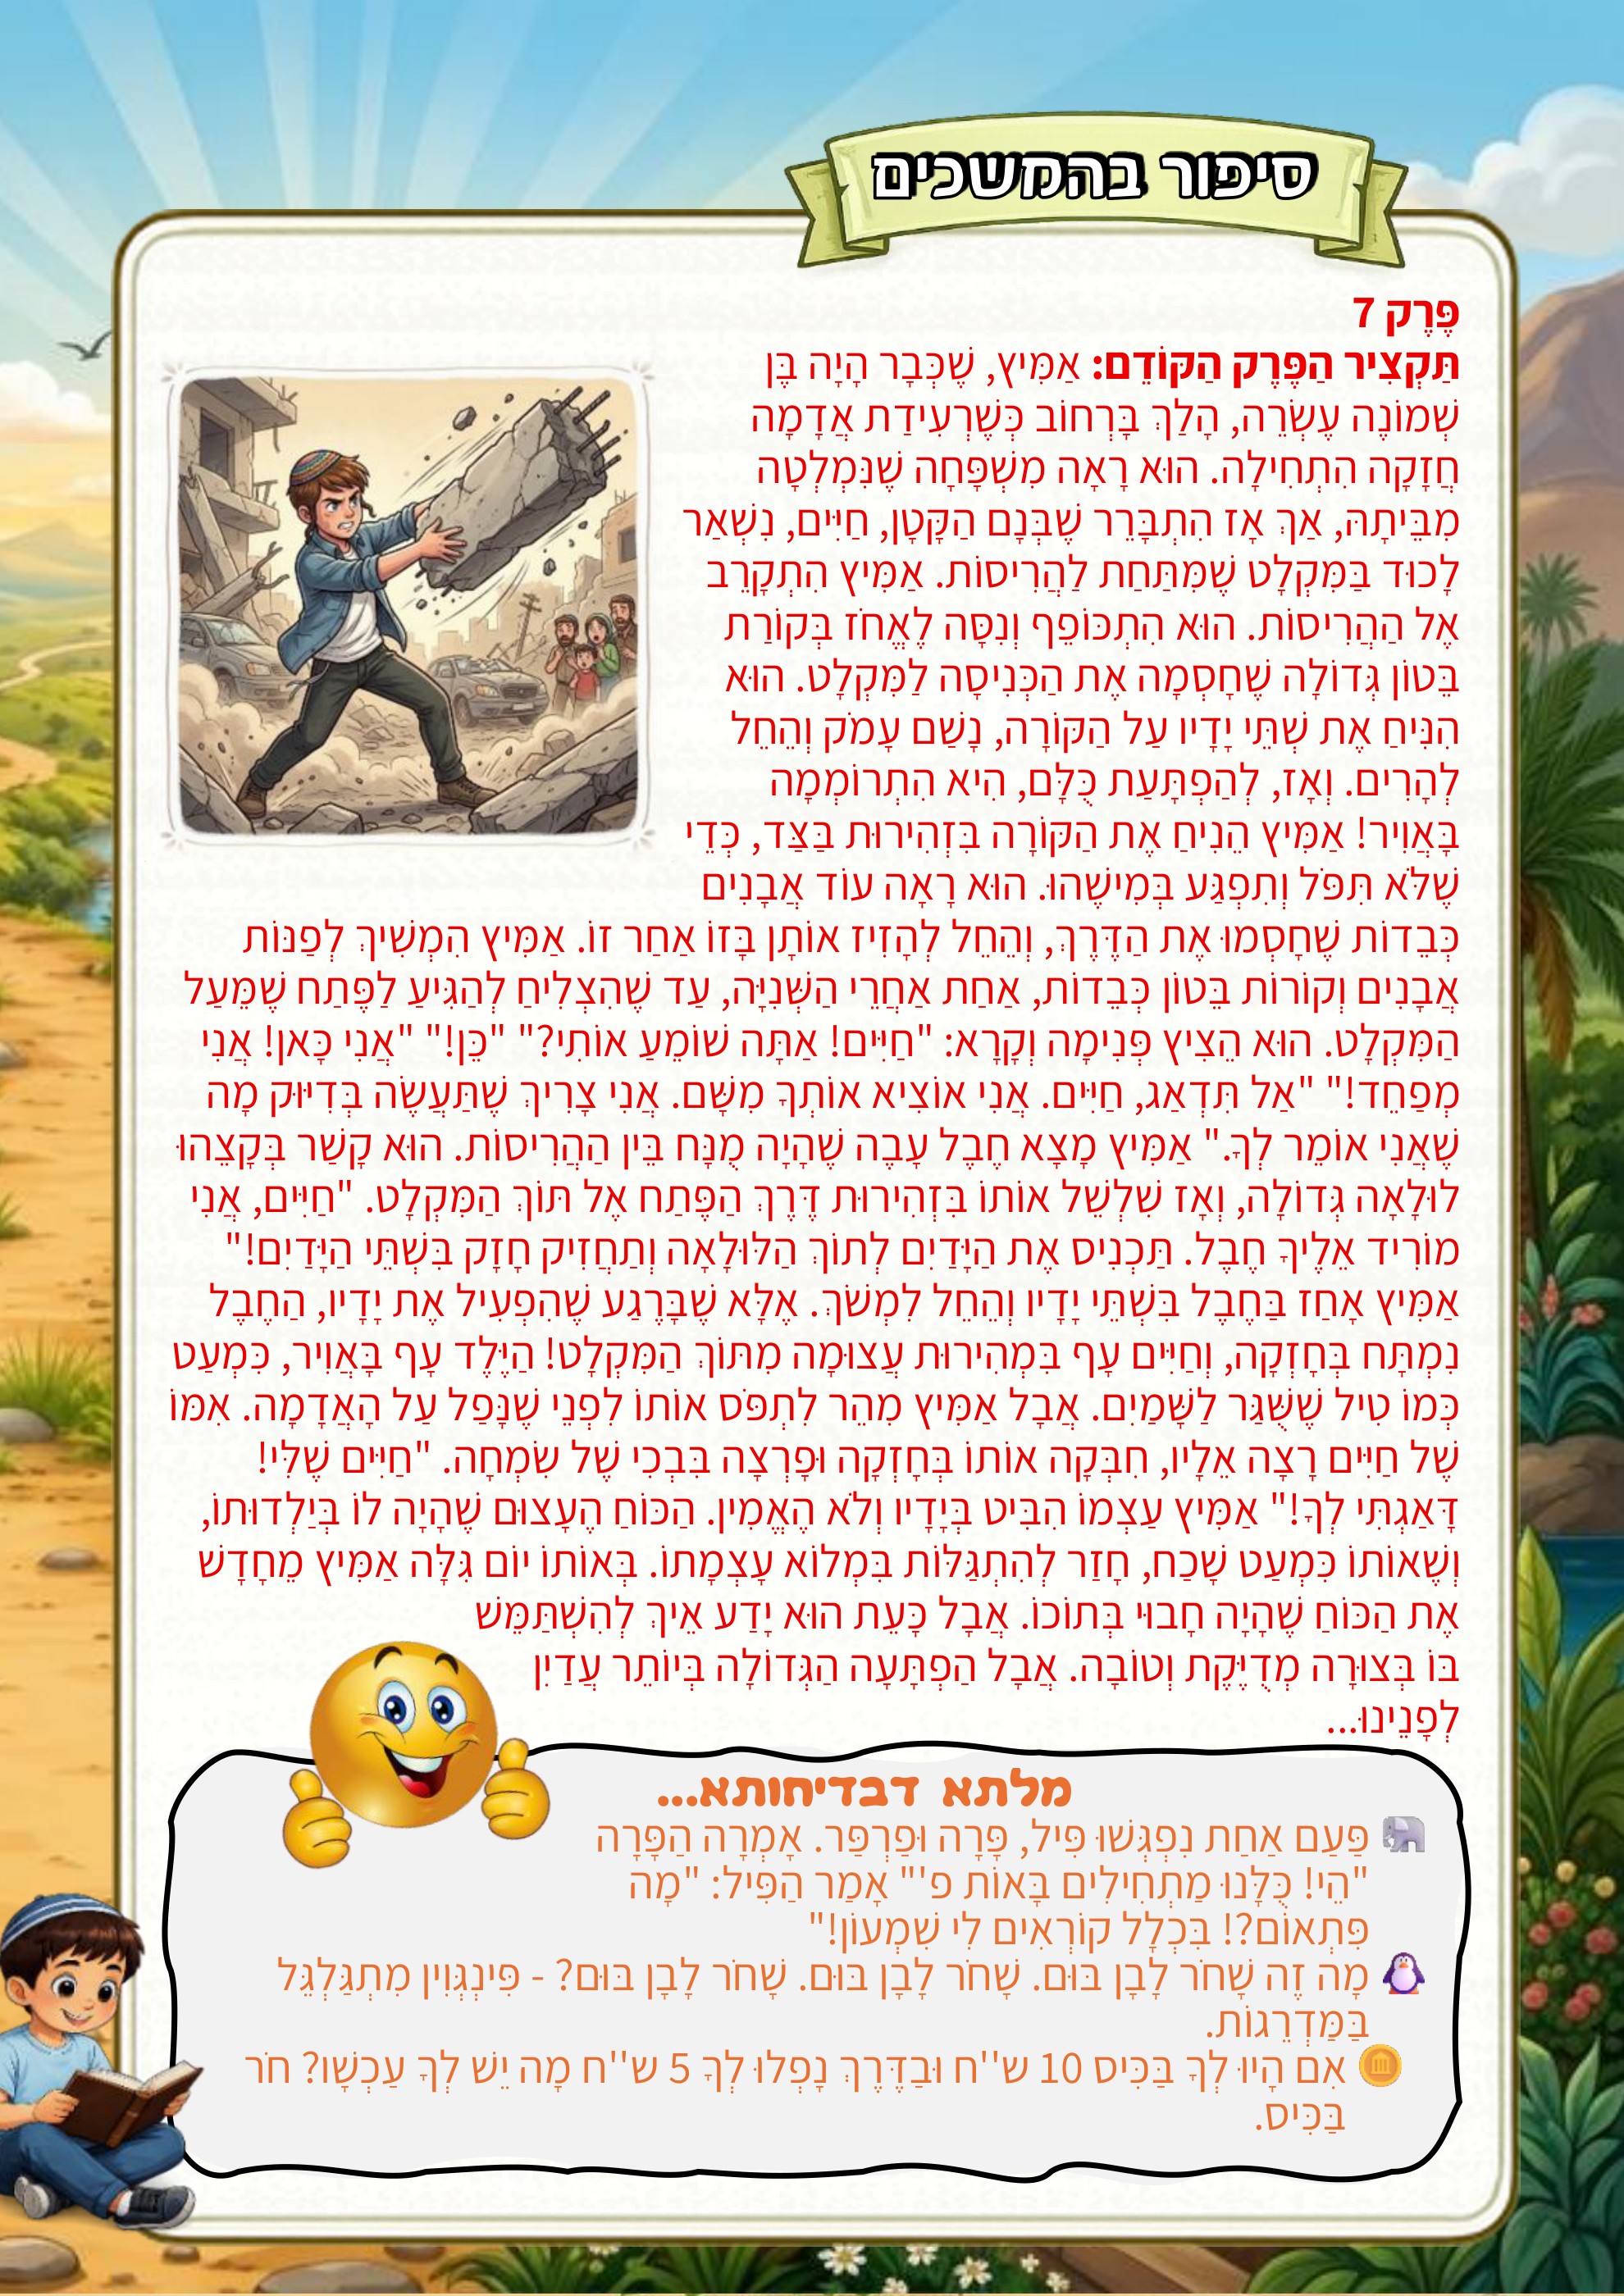 סיפור בהמשכים
פֶּרֶק 7
תַּקְצִיר הַפֶּרֶק הַקּוֹדֵם: אַמִּיץ, שֶׁכְּבָר הָיָה בֶּן
שְׁמוֹנֶה עֶשְׂרֵה, הָלַךְ בָּרְחוֹב כְּשֶׁרְעִידַת אֲדָמָה
חֲזָקָה הִתְחִילָה. הוּא רָאָה מִשְׁפָּחָה שֶׁנִּמְלְטָה
מִבֵּיתָהּ, אַךְ אָז הִתְבָּרֵר שֶׁבְּנָם הַקָּטָן, חַיִּים, נִשְׁאַר
לָכוּד בַּמִּקְלָט שֶׁמִּתַּחַת לַהֲרִיסוֹת. אַמִּיץ הִתְקָרֵב
אֶל הַהֲרִיסוֹת. הוּא הִתְכּוֹפֵף וְנִסָּה לֶאֱחֹז בְּקוֹרַת
בֵּטוֹן גְּדוֹלָה שֶׁחָסְמָה אֶת הַכְּנִיסָה לַמִּקְלָט. הוּא
הִנִּיחַ אֶת שְׁתֵּי יָדָיו עַל הַקּוֹרָה, נָשַׁם עָמֹק וְהֵחֵל
לְהָרִים. וְאָז, לְהַפְתָּעַת כֻּלָּם, הִיא הִתְרוֹמְמָה
בָּאֲוִיר! אַמִּיץ הֵנִיחַ אֶת הַקּוֹרָה בִּזְהִירוּת בַּצַּד, כְּדֵי
שֶׁלֹּא תִּפֹּל וְתִפְגַּע בְּמִישֶׁהוּ. הוּא רָאָה עוֹד אֲבָנִים
כְּבֵדוֹת שֶׁחָסְמוּ אֶת הַדֶּרֶךְ, וְהֵחֵל לְהָזִיז אוֹתָן בָּזוֹ אַחַר זוֹ. אַמִּיץ הִמְשִׁיךְ לְפַנּוֹת
אֲבָנִים וְקוֹרוֹת בֵּטוֹן כְּבֵדוֹת, אַחַת אַחֲרֵי הַשְּׁנִיָּה, עַד שֶׁהִצְלִיחַ לְהַגִּיעַ לַפֶּתַח שֶׁמֵּעַל
הַמִּקְלָט. הוּא הֵצִיץ פְּנִימָה וְקָרָא: "חַיִּים! אַתָּה שׁוֹמֵעַ אוֹתִי?" "כֵּן!" "אֲנִי כָּאן! אֲנִי
מְפַחֵד!" "אַל תִּדְאַג, חַיִּים. אֲנִי אוֹצִיא אוֹתְךָ מִשָּׁם. אֲנִי צָרִיךְ שֶׁתַּעֲשֶׂה בְּדִיּוּק מָה
שֶׁאֲנִי אוֹמֵר לְךָ." אַמִּיץ מָצָא חֶבֶל עָבֶה שֶׁהָיָה מֻנָּח בֵּין הַהֲרִיסוֹת. הוּא קָשַׁר בְּקָצֵהוּ
לוּלָאָה גְּדוֹלָה, וְאָז שִׁלְשֵׁל אוֹתוֹ בִּזְהִירוּת דֶּרֶךְ הַפֶּתַח אֶל תּוֹךְ הַמִּקְלָט. "חַיִּים, אֲנִי
מוֹרִיד אֵלֶיךָ חֶבֶל. תַּכְנִיס אֶת הַיָּדַיִם לְתוֹךְ הַלּוּלָאָה וְתַחֲזִיק חָזָק בִּשְׁתֵּי הַיָּדַיִם!"
אַמִּיץ אָחַז בַּחֶבֶל בִּשְׁתֵּי יָדָיו וְהֵחֵל לִמְשֹׁךְ. אֶלָּא שֶׁבָּרֶגַע שֶׁהִפְעִיל אֶת יָדָיו, הַחֶבֶל
נִמְתַּח בְּחָזְקָה, וְחַיִּים עָף בִּמְהִירוּת עֲצוּמָה מִתּוֹךְ הַמִּקְלָט! הַיֶּלֶד עָף בָּאֲוִיר, כִּמְעַט
כְּמוֹ טִיל שֶׁשֻּׁגַּר לַשָּׁמַיִם. אֲבָל אַמִּיץ מִהֵר לִתְפֹּס אוֹתוֹ לִפְנֵי שֶׁנָּפַל עַל הָאֲדָמָה. אִמּוֹ
שֶׁל חַיִּים רָצָה אֵלָיו, חִבְּקָה אוֹתוֹ בְּחָזְקָה וּפָרְצָה בִּבְכִי שֶׁל שִׂמְחָה. "חַיִּים שֶׁלִּי!
דָּאַגְתִּי לְךָ!" אַמִּיץ עַצְמוֹ הִבִּיט בְּיָדָיו וְלֹא הֶאֱמִין. הַכּוֹחַ הֶעָצוּם שֶׁהָיָה לוֹ בְּיַלְדוּתוֹ,
וְשֶׁאוֹתוֹ כִּמְעַט שָׁכַח, חָזַר לְהִתְגַּלּוֹת בִּמְלוֹא עָצְמָתוֹ. בְּאוֹתוֹ יוֹם גִּלָּה אַמִּיץ מֵחָדָשׁ
אֶת הַכּוֹחַ שֶׁהָיָה חָבוּי בְּתוֹכוֹ. אֲבָל כָּעֵת הוּא יָדַע אֵיךְ לְהִשְׁתַּמֵּשׁ
בּוֹ בְּצוּרָה מְדֻיֶּקֶת וְטוֹבָה. אֲבָל הַפְתָּעָה הַגְּדוֹלָה בְּיוֹתֵר עֲדַיִן
לְפָנֵינוּ...
מלתא דבדיחותא...
פַּעַם אַחַת נִפְגְּשׁוּ פִּיל, פָּרָה וּפַרְפַּר. אָמְרָה הַפָּרָה
"הֵי! כֻּלָּנוּ מַתְחִילִים בָּאוֹת פ'" אָמַר הַפִּיל: "מָה
פִּתְאוֹם?! בִּכְלָל קוֹרְאִים לִי שִׁמְעוֹן!"
מָה זֶה שָׁחֹר לָבָן בּוּם. שָׁחֹר לָבָן בּוּם. שָׁחֹר לָבָן בּוּם? - פִּינְגְּוִין מִתְגַּלְגֵּל
בַּמַּדְרֵגוֹת.
אִם הָיוּ לְךָ בַּכִּיס 10 ש''ח וּבַדֶּרֶךְ נָפְלוּ לְךָ 5 ש''ח מָה יֵשׁ לְךָ עַכְשָׁו? חֹר
בַּכִּיס.